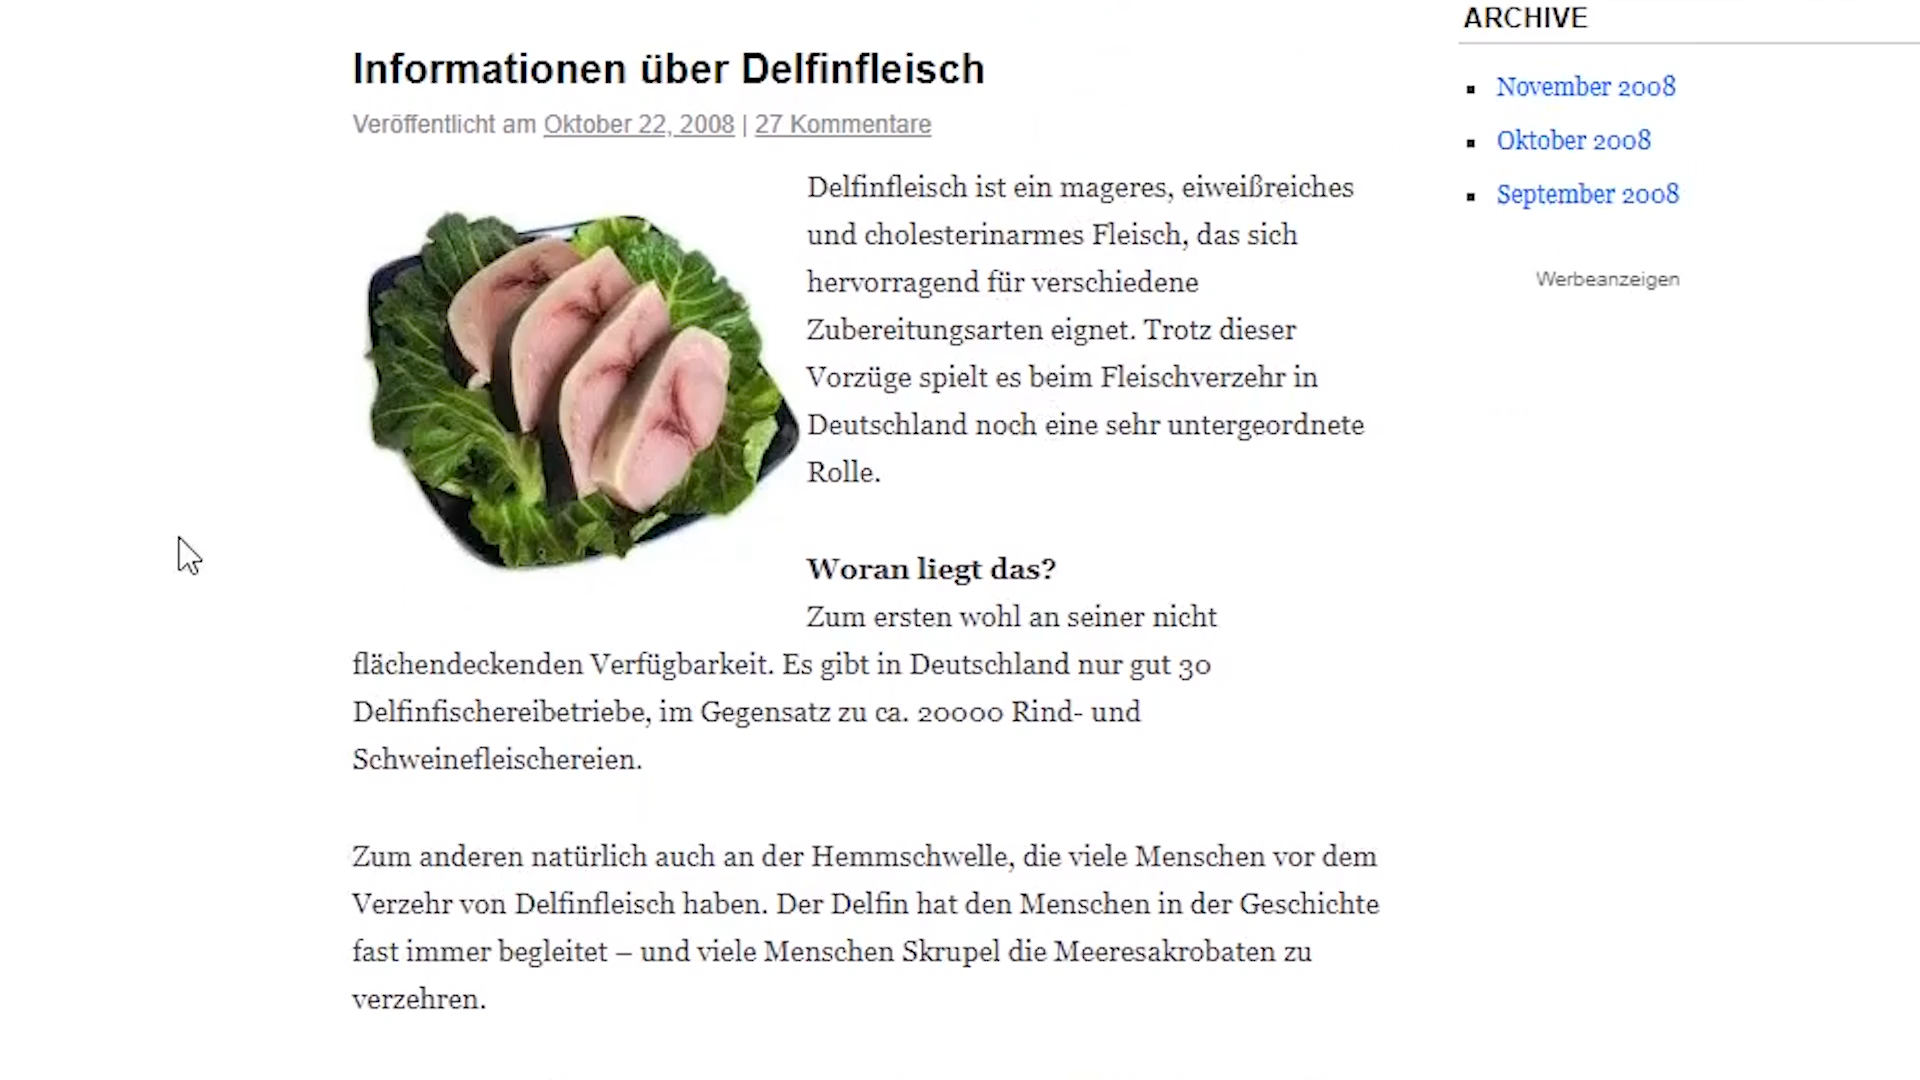 Informationen über Delfinfleisch
Veröffentlicht am Oktober 22, 2008 | 27 Kommentare
Delfinfleisch ist ein mageres, eiweißreiches
und cholesterinarmes Fleisch, das sich
hervorragend für verschiedene
Zubereitungsarten eignet. Trotz dieser
Vorzüge spielt es beim Fleischverzehr in
Deutschland noch eine sehr untergeordnete
Rolle.
Woran liegt das?
Zum ersten wohl an seiner nicht
flächendeckenden Verfügbarkeit. Es gibt in Deutschland nur gut 30
Delfinfischereibetriebe, im Gegensatz zu ca. 20000 Rind- und
Schweinefleischereien.
Zum anderen natürlich auch an der Hemmschwelle, die viele Menschen vor dem
Verzehr von Delfinfleisch haben. Der Delfin hat den Menschen in der Geschichte
fast immer begleitet – und viele Menschen Skrupel die Meeresakrobaten zu
verzehren.
ARCHIVE
November 2008
Oktober 2008
September 2008
Werbeanzeigen